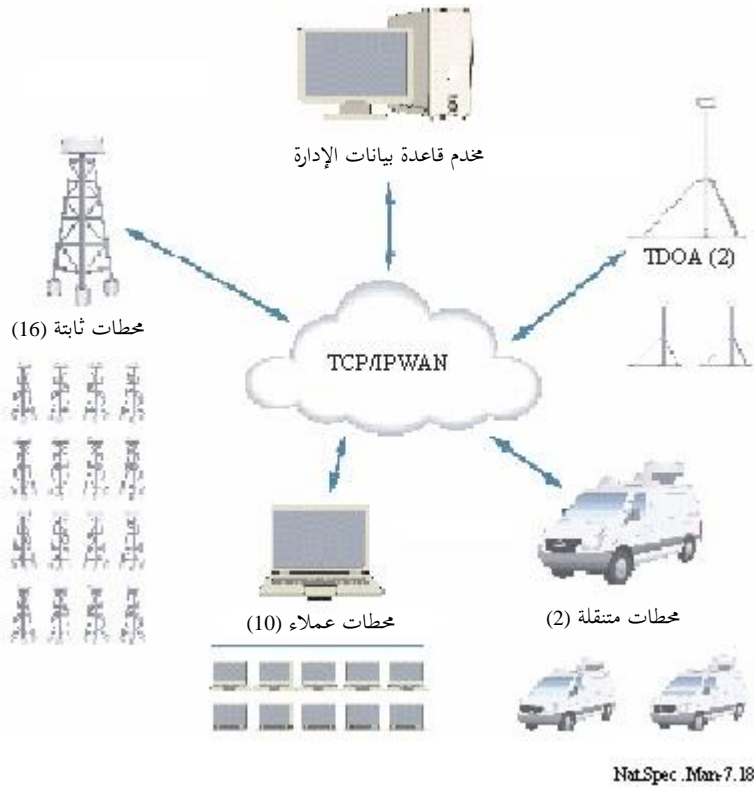 مخدم قاعدة بيانات الإدارة
TDOA (2)
محطات ثابتة (16)
TCP/IPWAN
محطات عملاء (10)
محطات متنقلة (2)
Nat.Spec .Man-7.18